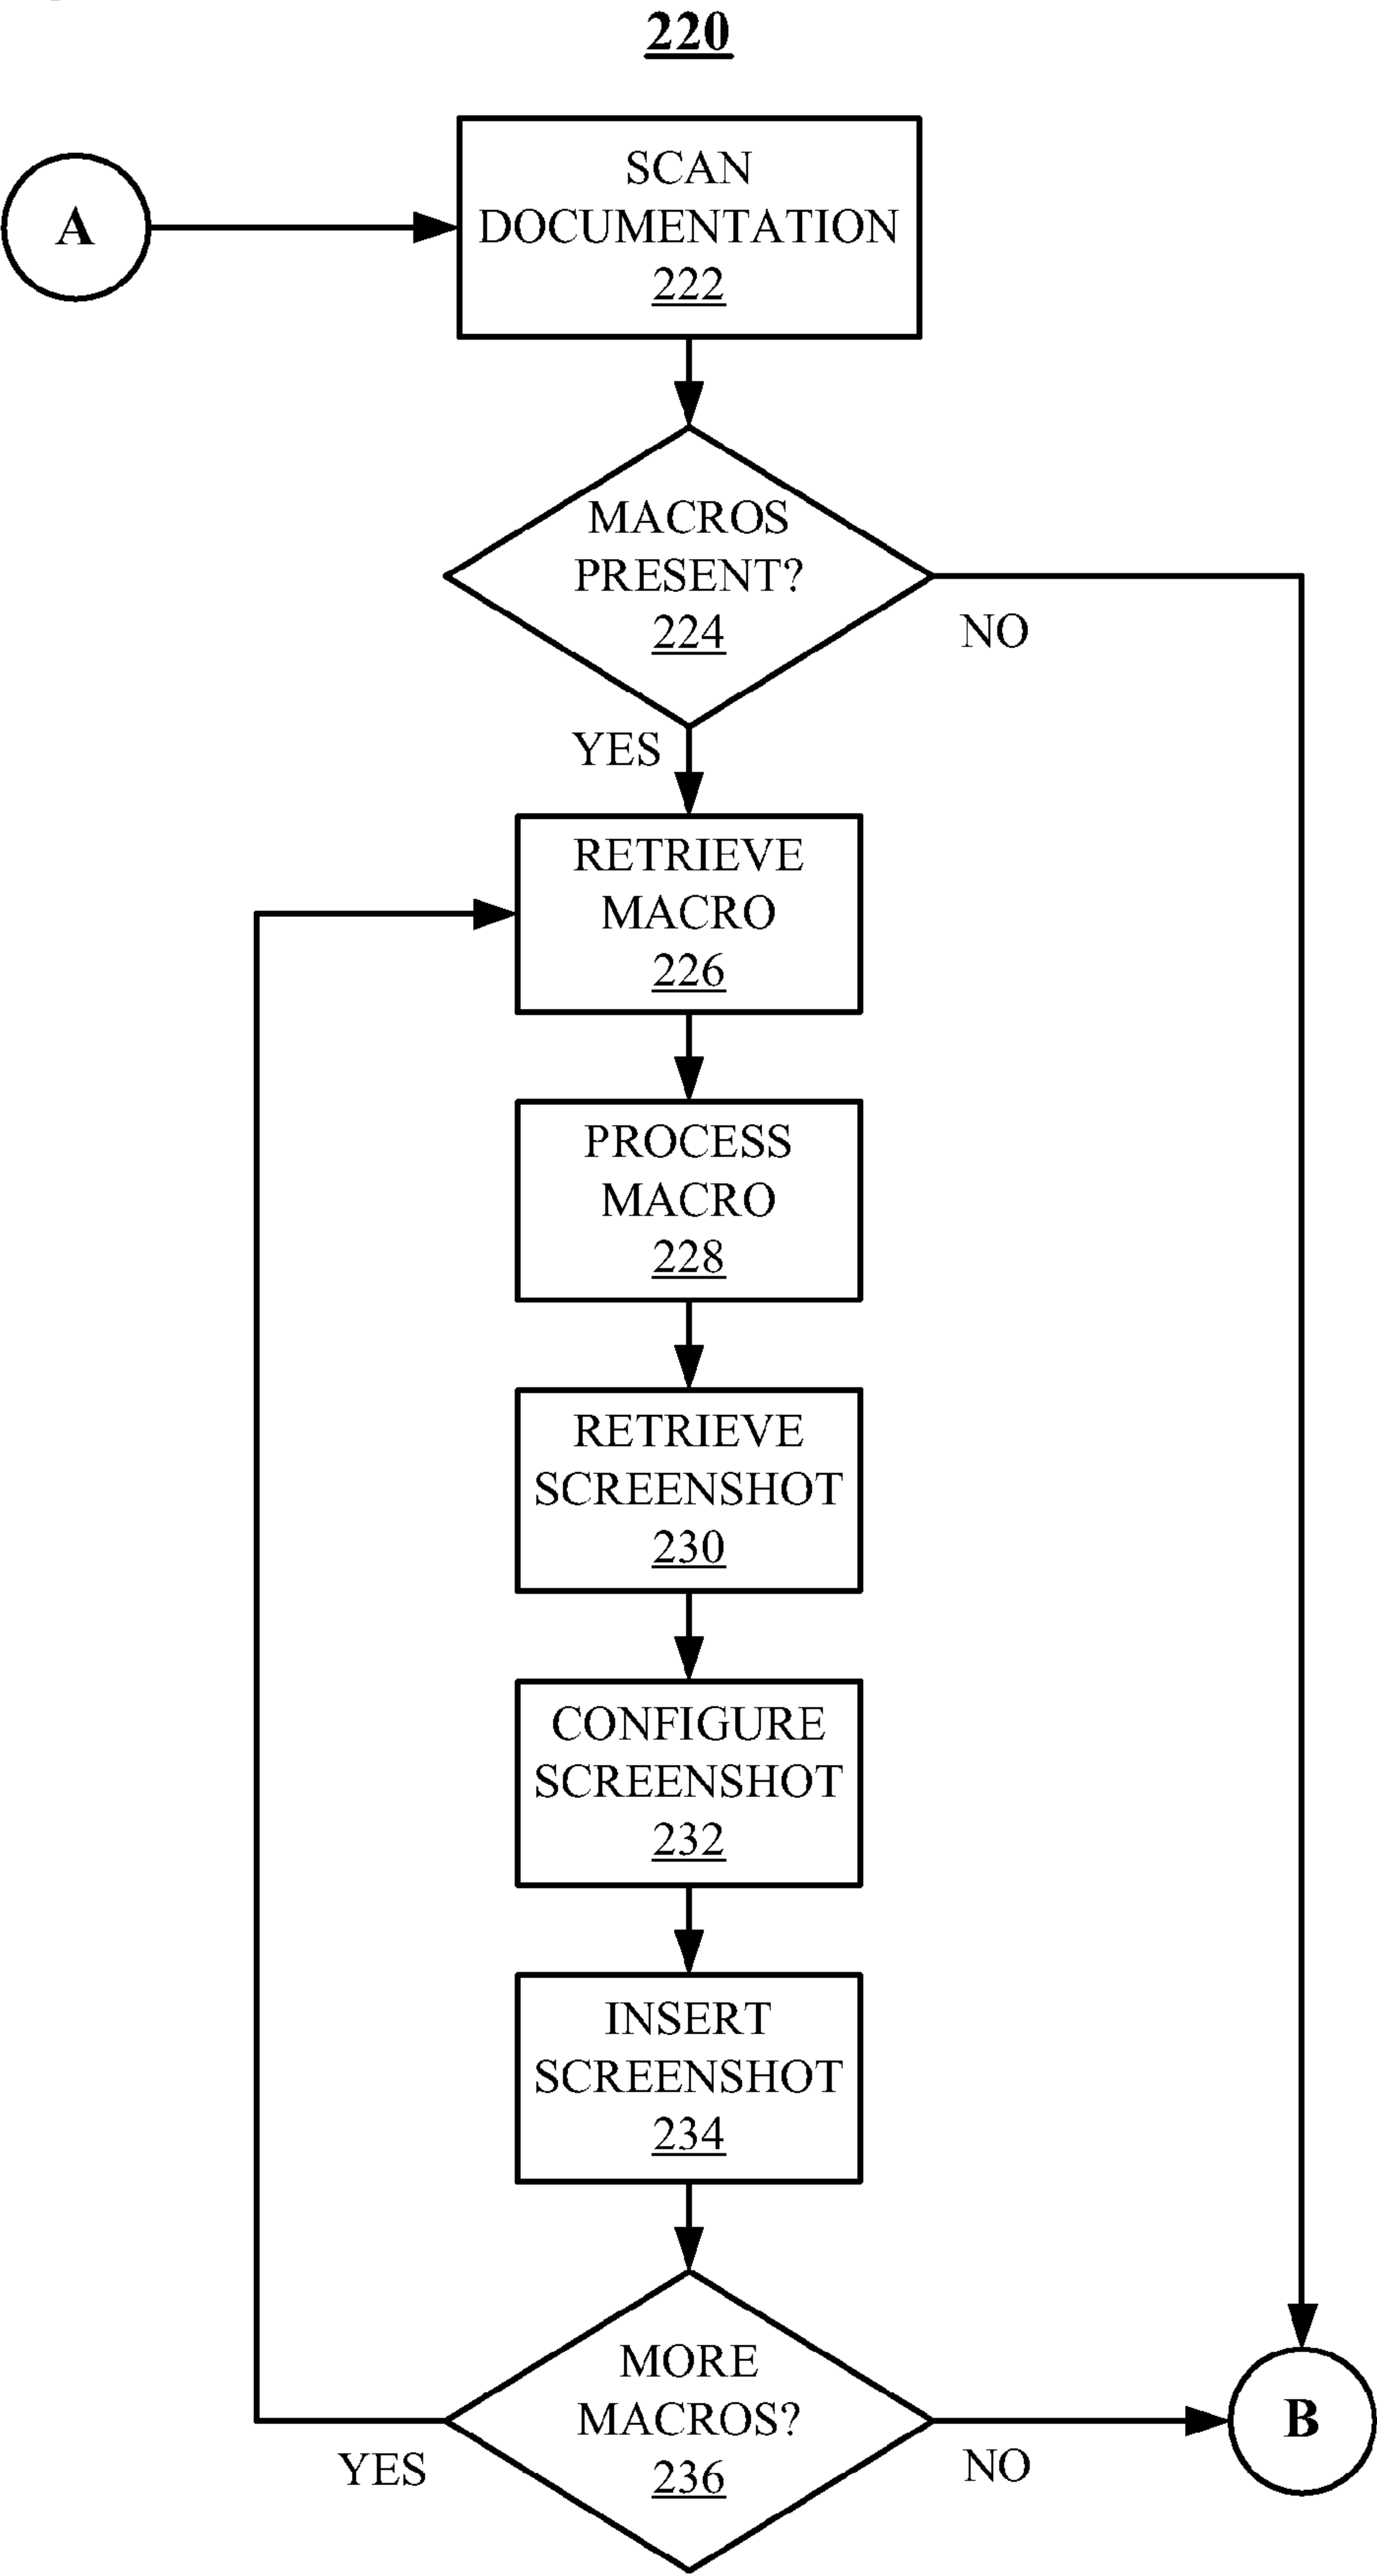 220
A
SCAN
DOCUMENTATION
222
MACROS
PRESENT?
224
NO
YES
RETRIEVE
MACRO
226
PROCESS
MACRO
228
RETRIEVE
SCREENSHOT
230
CONFIGURE
SCREENSHOT
232
INSERT
SCREENSHOT
234
MORE
MACROS?
236
YES
NO
B